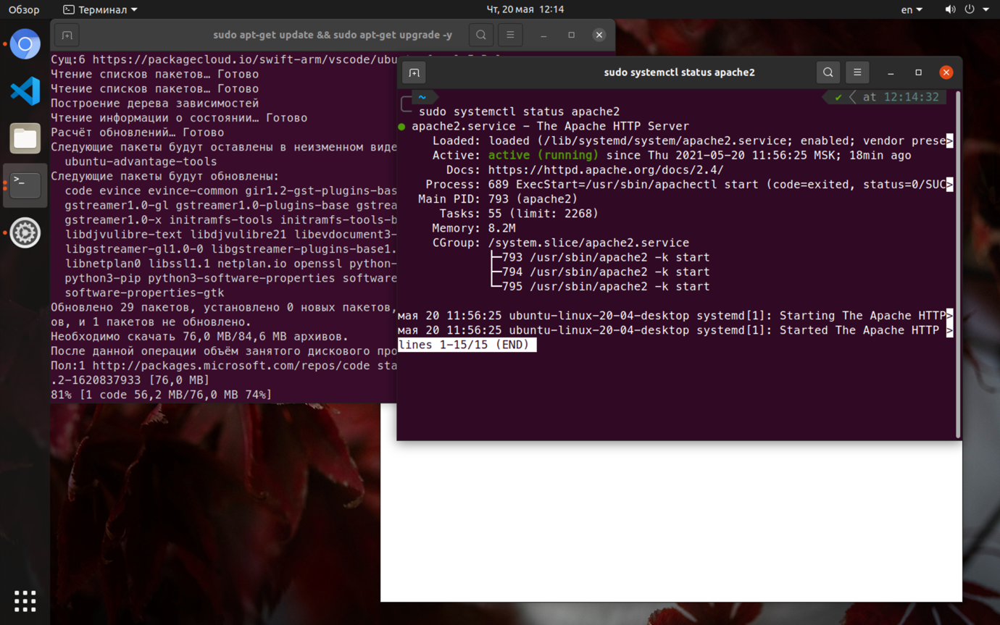 Обзор
Терминал
Чт, 20 мая 12:14
en
sudo apt-get update && sudo apt-get upgrade -y
Сущ:6 https://packagecloud.io/swift-arm/vscode/ubu
Чтение списков пакетов… Готово
Чтение списков пакетов… Готово
Построение дерева зависимостей
Чтение информации о состоянии… Готово
Расчёт обновлений… Готово
Следующие пакеты будут оставлены в неизменном виде
ubuntu-advantage-tools
Следующие пакеты будут обновлены:
code evince evince-common gir1.2-gst-plugins-bas
gstreamer1.0-gl gstreamer1.0-plugins-base gstrea
gstreamer1.0-x initramfs-tools initramfs-tools-b
libdjvulibre-text libdjvulibre21 libevdocument3-
libgstreamer-gl1.0-0 libgstreamer-plugins-base1.
libnetplan0 libssl1.1 netplan.io openssl python-
python3-pip python3-software-properties software
software-properties-gtk
Обновлено 29 пакетов, установлено 0 новых пакетов,
ов, и 1 пакетов не обновлено.
Необходимо скачать 76,0 MB/84,6 MB архивов.
После данной операции объём занятого дискового про
Пол:1 http://packages.microsoft.com/repos/code sta
.2-1620837933 [76,0 MB]
81% [1 code 56,2 MB/76,0 MB 74%]
sudo systemctl status apache2
~ ✔ at 12:14:32
sudo systemctl status apache2
● apache2.service - The Apache HTTP Server
Loaded: loaded (/lib/systemd/system/apache2.service; enabled; vendor prese>
Active: active (running) since Thu 2021-05-20 11:56:25 MSK; 18min ago
Docs: https://httpd.apache.org/docs/2.4/
Process: 689 ExecStart=/usr/sbin/apachectl start (code=exited, status=0/SUC>
Main PID: 793 (apache2)
Tasks: 55 (limit: 2268)
Memory: 8.2M
CGroup: /system.slice/apache2.service
├─793 /usr/sbin/apache2 -k start
├─794 /usr/sbin/apache2 -k start
└─795 /usr/sbin/apache2 -k start
мая 20 11:56:25 ubuntu-linux-20-04-desktop systemd[1]: Starting The Apache HTTP>
мая 20 11:56:25 ubuntu-linux-20-04-desktop systemd[1]: Started The Apache HTTP >
lines 1-15/15 (END)